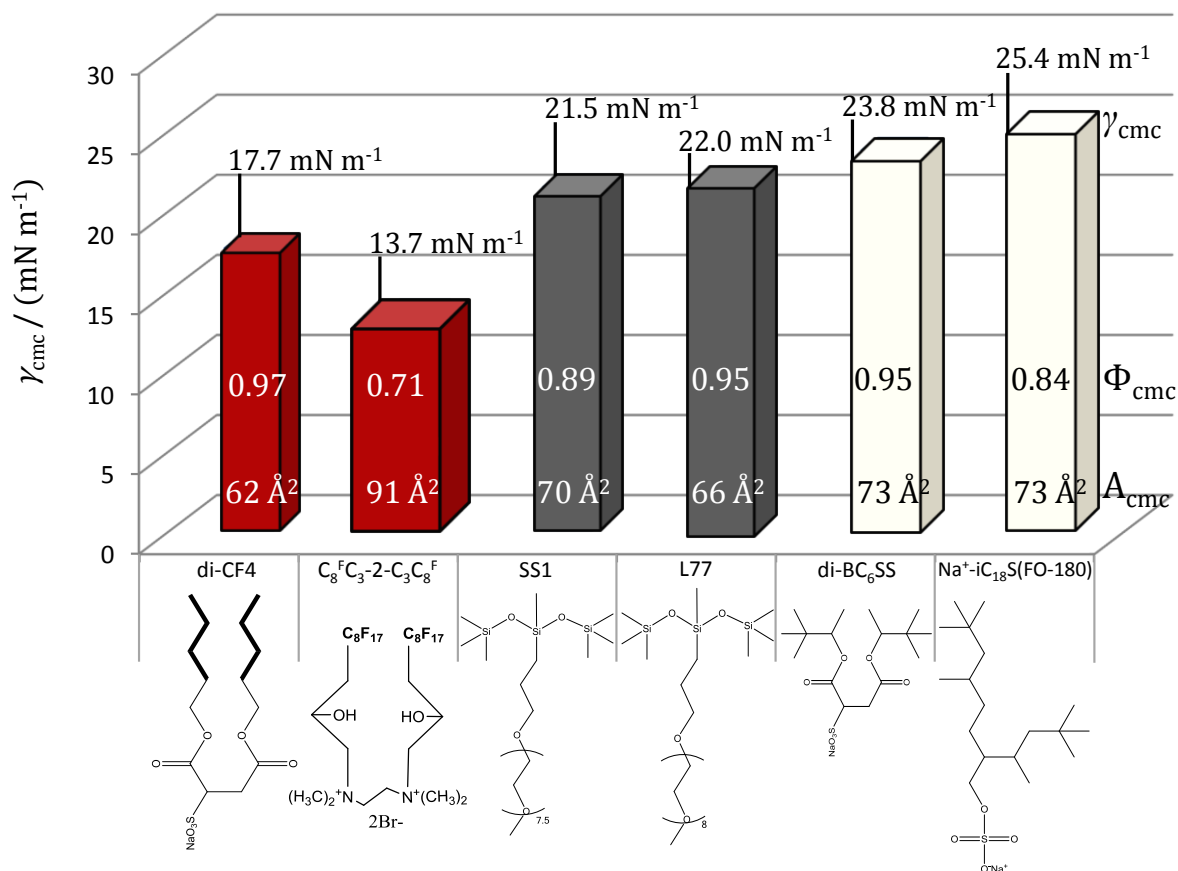 25.4 mN m⁻¹
30
21.5 mN m⁻¹
23.8 mN m⁻¹
γcmc
22.0 mN m⁻¹
25
17.7 mN m⁻¹
20
13.7 mN m⁻¹
γcmc / (mN m⁻¹)
15
10
0.97
0.71
0.89
0.95
0.95
0.84
Φcmc
5
62 Å²
91 Å²
70 Å²
66 Å²
73 Å²
73 Å²
Acmc
0
di-CF4
C₈ᶠC₃-2-C₃C₈ᶠ
SS1
L77
di-BC₆SS
Na⁺-iC₁₈S(FO-180)
O O
Si Si Si
O O
Si Si Si
C₈F₁₇ C₈F₁₇
O O
O O
NaO₃S
OH HO
O O
O O
NaO₃S
(H₃C)₂⁺N N⁺(CH₃)₂
2Br-
O
O
7.5
O
O
8
O
O S O
O⁻Na⁺